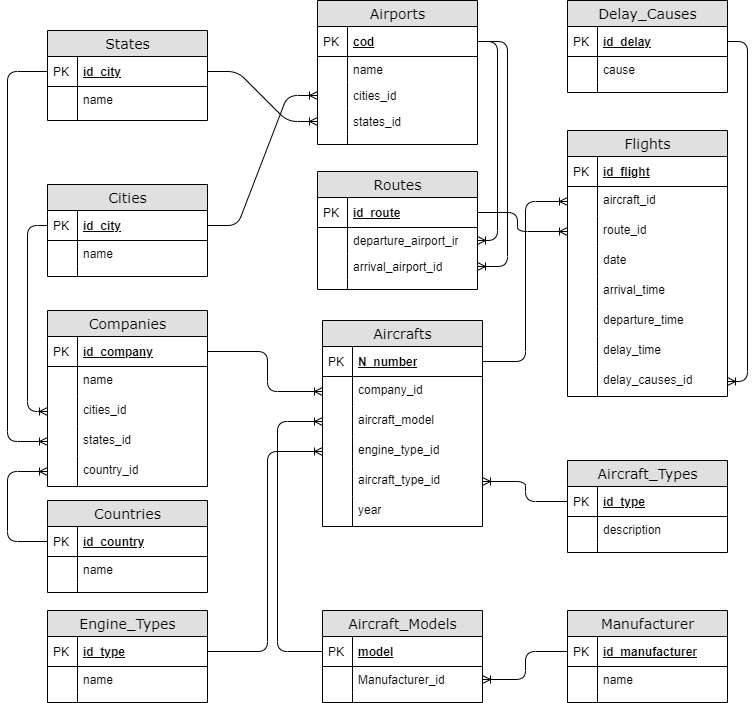 States
PK id_city
name
Cities
PK id_city
name
Companies
PK id_company
name
cities_id
states_id
country_id
Countries
PK id_country
name
Engine_Types
PK id_type
name
Airports
PK cod
name
cities_id
states_id
Routes
PK id_route
departure_airport_ir
arrival_airport_id
Aircrafts
PK N_number
company_id
aircraft_model
engine_type_id
aircraft_type_id
year
Aircraft_Models
PK model
Manufacturer_id
Delay_Causes
PK id_delay
cause
Flights
PK id_flight
aircraft_id
route_id
date
arrival_time
departure_time
delay_time
delay_causes_id
Aircraft_Types
PK id_type
description
Manufacturer
PK id_manufacturer
name